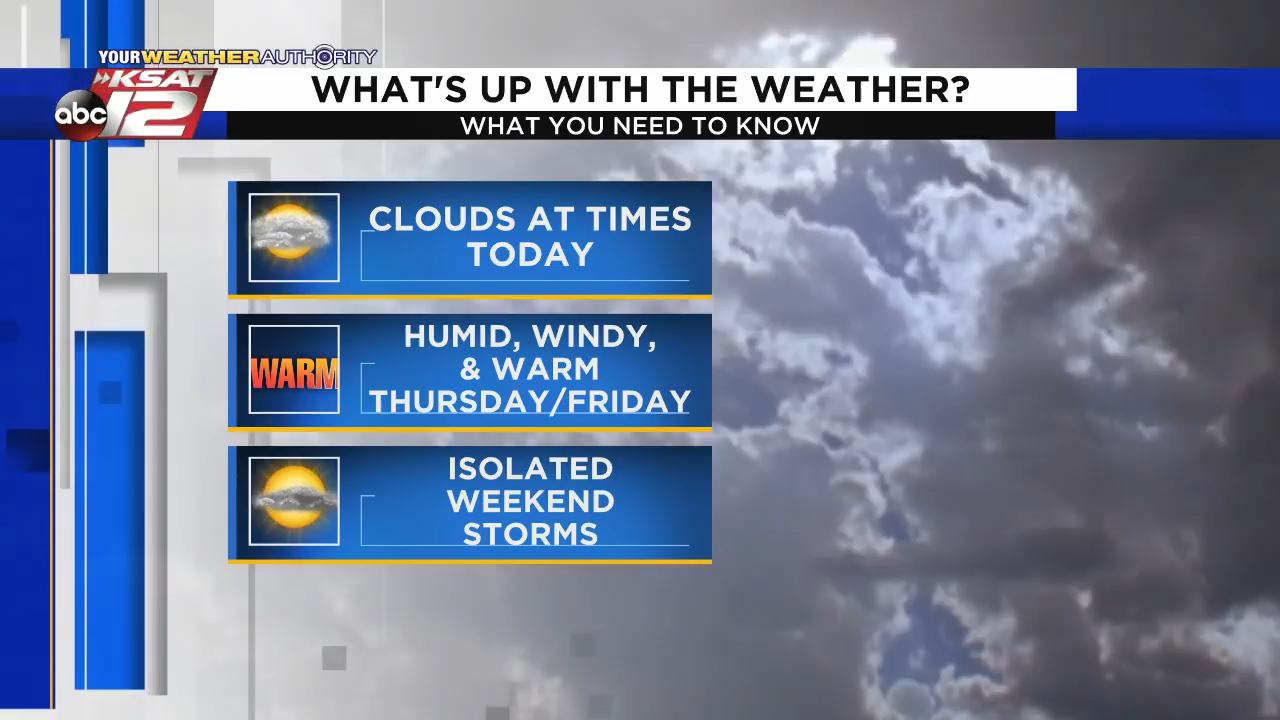 YOUR WEATHER AUTHORITY
KSAT
abc
12
WHAT'S UP WITH THE WEATHER?
WHAT YOU NEED TO KNOW
CLOUDS AT TIMES
TODAY
WARM
HUMID, WINDY,
& WARM
THURSDAY/FRIDAY
ISOLATED
WEEKEND
STORMS